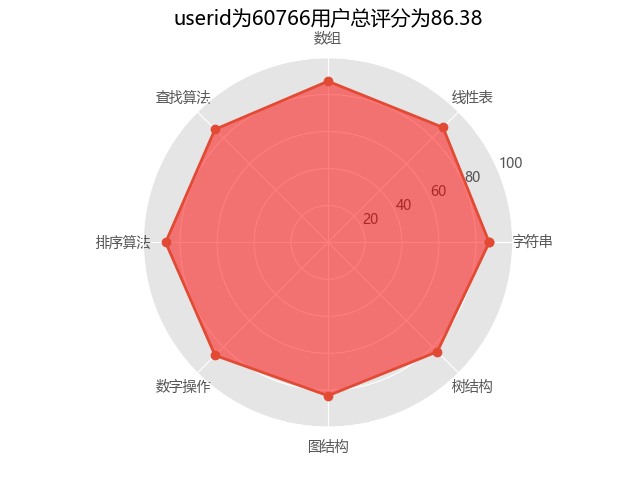 userid为60766用户总评分为86.38
数组
查找算法
线性表
100
80
60
40
20
排序算法
字符串
数字操作
树结构
图结构